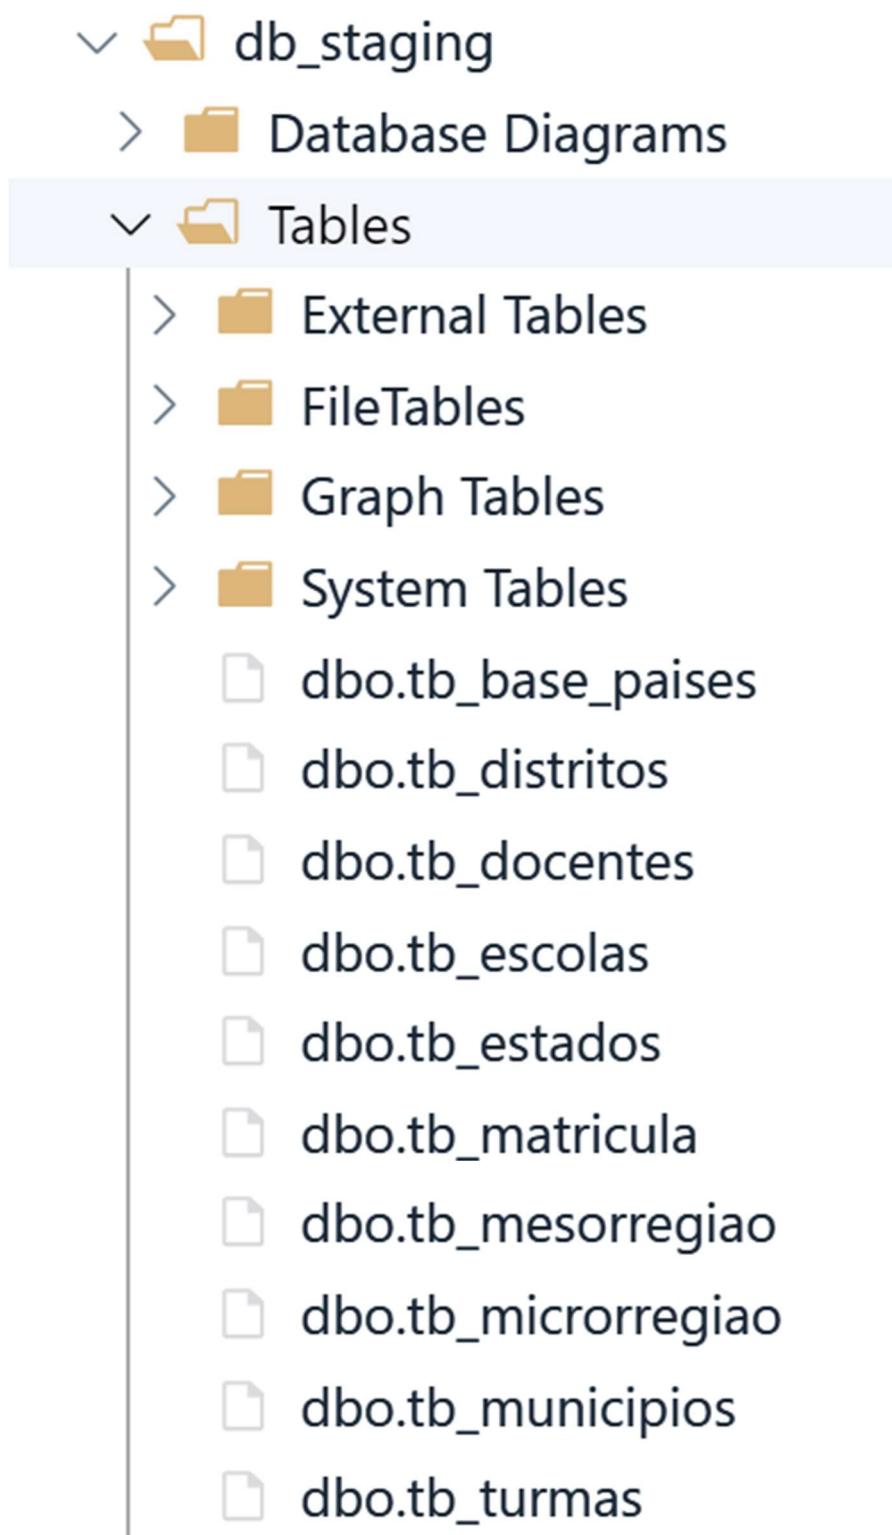 db_staging
Database Diagrams
Tables
External Tables
FileTables
Graph Tables
System Tables
dbo.tb_base_paises
dbo.tb_distritos
dbo.tb_docentes
dbo.tb_escolas
dbo.tb_estados
dbo.tb_matricula
dbo.tb_mesorregiao
dbo.tb_microrregiao
dbo.tb_municipios
dbo.tb_turmas